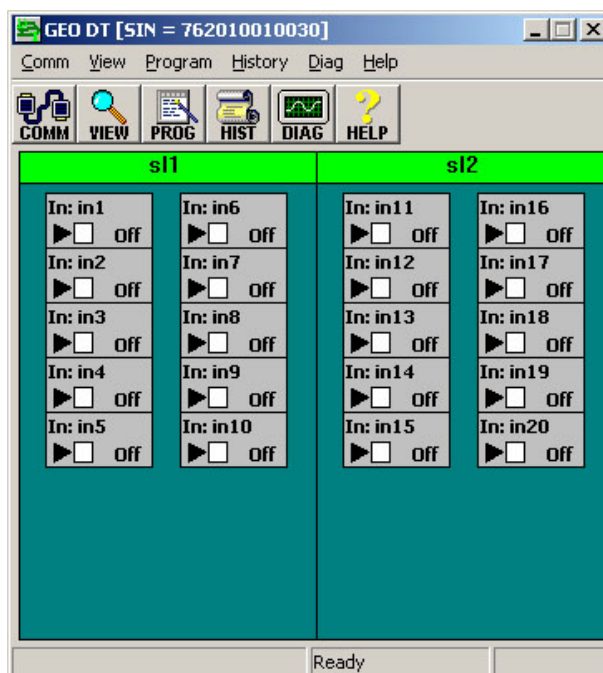 GEO DT [SIN = 762010010030]
Comm View Program History Diag Help
COMM VIEW PROG HIST DIAG HELP
sl1 sl2
In: in1 In: in6 In: in11 In: in16
Off Off Off Off
In: in2 In: in7 In: in12 In: in17
Off Off Off Off
In: in3 In: in8 In: in13 In: in18
Off Off Off Off
In: in4 In: in9 In: in14 In: in19
Off Off Off Off
In: in5 In: in10 In: in15 In: in20
Off Off Off Off
Ready